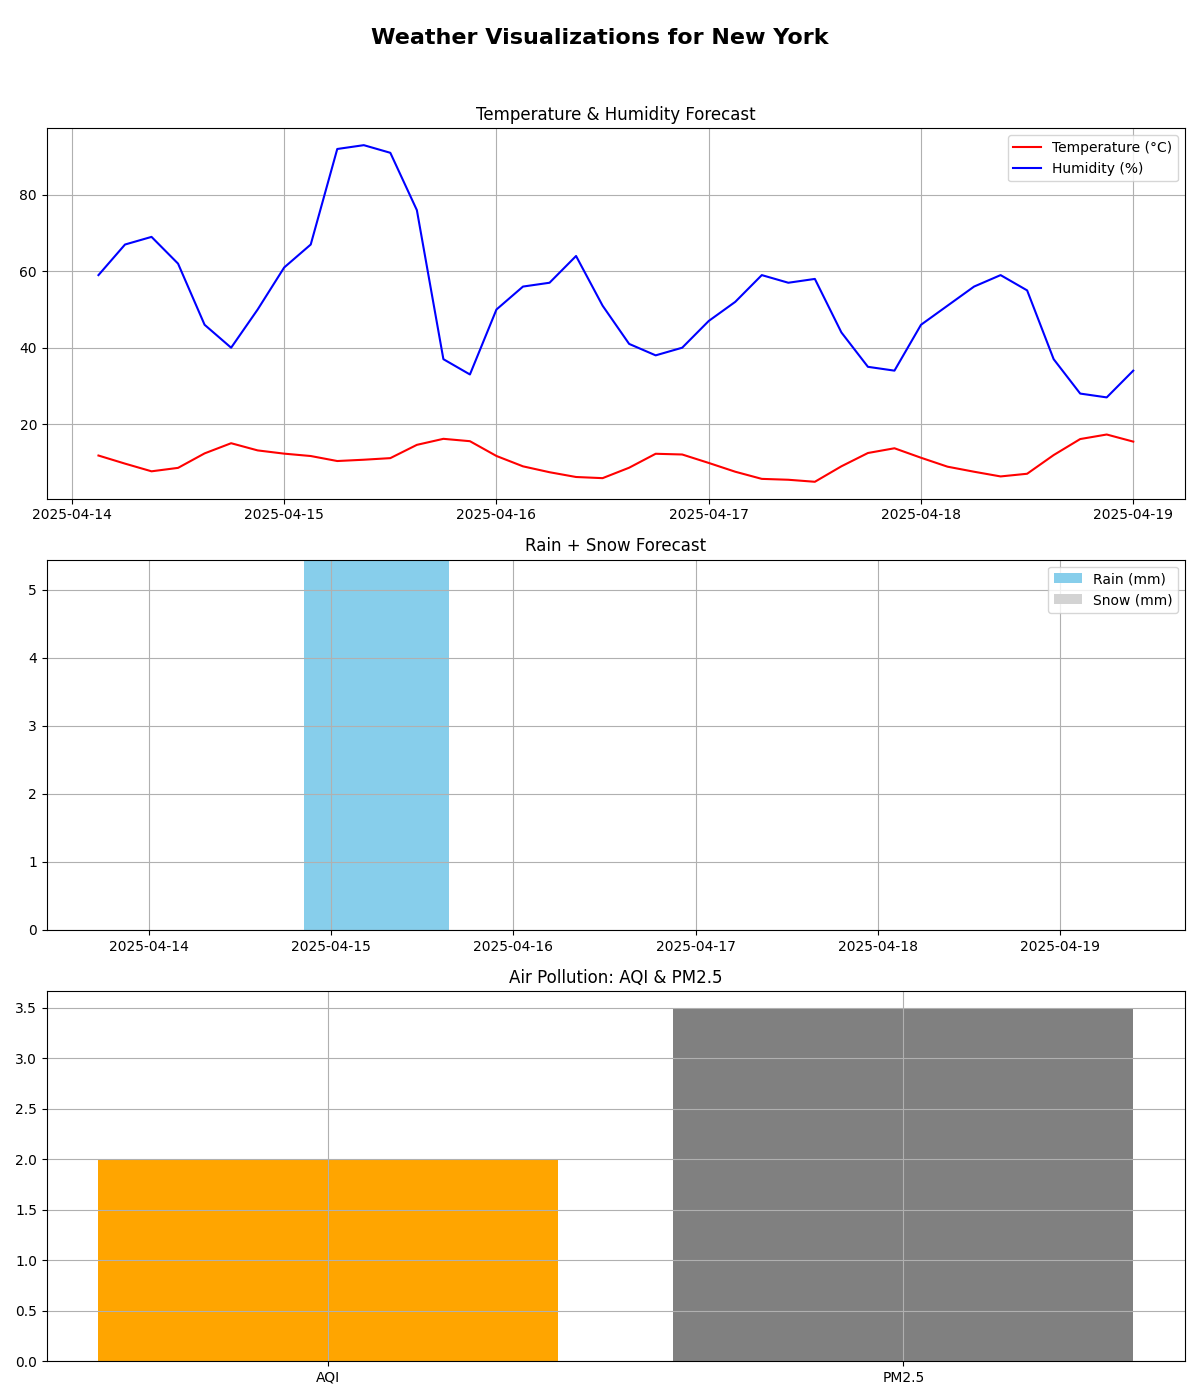 Weather Visualizations for New York
Temperature & Humidity Forecast
Temperature (°C)
Humidity (%)
80
60
40
20
2025-04-14 2025-04-15 2025-04-16 2025-04-17 2025-04-18 2025-04-19
Rain + Snow Forecast
Rain (mm)
Snow (mm)
5
4
3
2
1
0
2025-04-14 2025-04-15 2025-04-16 2025-04-17 2025-04-18 2025-04-19
Air Pollution: AQI & PM2.5
3.5
3.0
2.5
2.0
1.5
1.0
0.5
0.0
AQI PM2.5